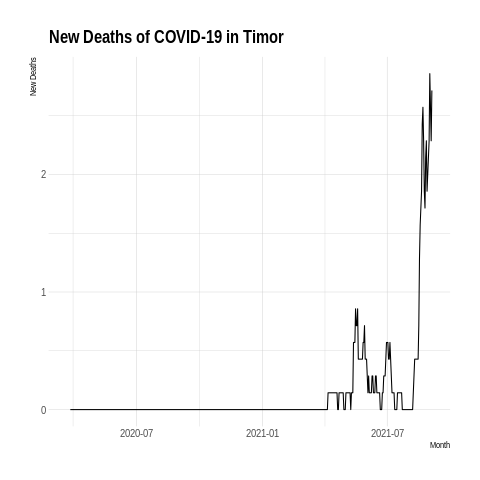 New Deaths of COVID-19 in Timor
New Deaths
2
1
0
2020-07
2021-01
2021-07
Month